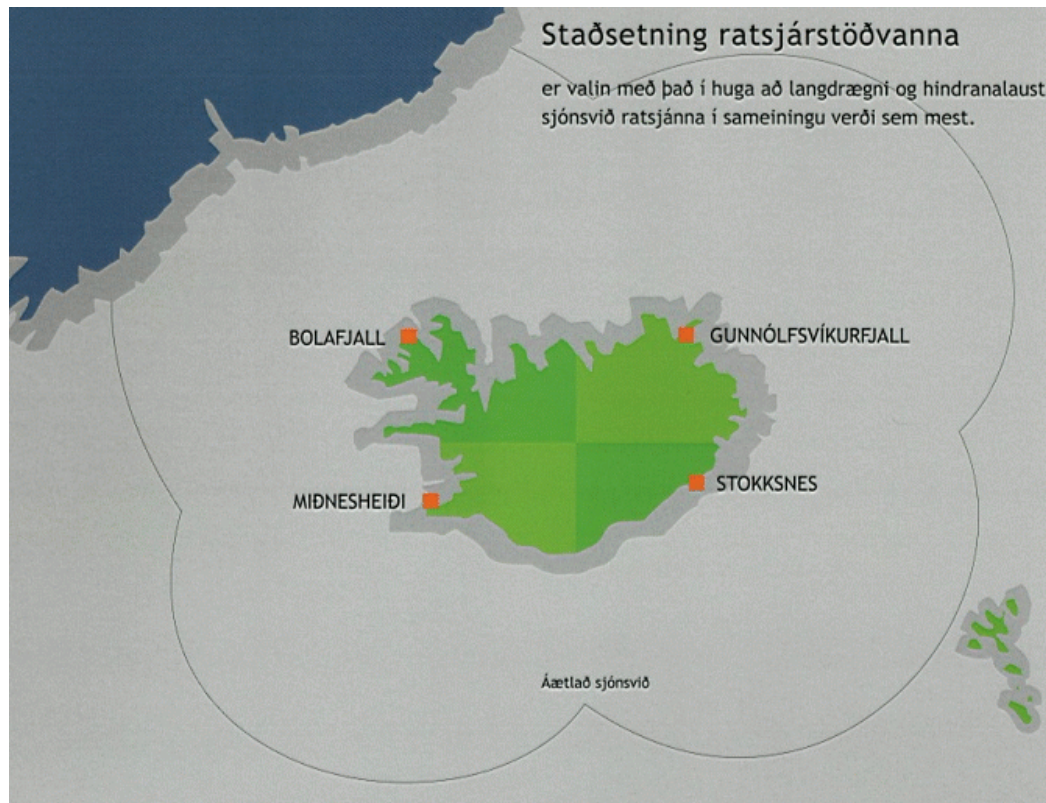 Staðsetning ratsjárstöðvanna
er valin með það í huga að langdrægni og hindranalaust
sjónsvið ratsjánna í sameiningu verði sem mest.
BOLAFJALL
GUNNÓLFSVÍKURFJALL
MIÐNESHEIÐI
STOKKSNES
Áætlað sjónsvið